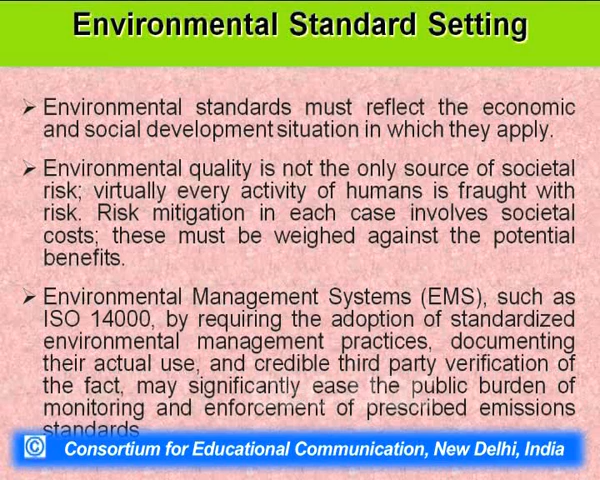 Environmental Standard Setting
➢ Environmental standards must reflect the economic
and social development situation in which they apply.
➢ Environmental quality is not the only source of societal
risk; virtually every activity of humans is fraught with
risk. Risk mitigation in each case involves societal
costs; these must be weighed against the potential
benefits.
➢ Environmental Management Systems (EMS), such as
ISO 14000, by requiring the adoption of standardized
environmental management practices, documenting
their actual use, and credible third party verification of
the fact, may significantly ease the public burden of
monitoring and enforcement of prescribed emissions
standards
© Consortium for Educational Communication, New Delhi, India